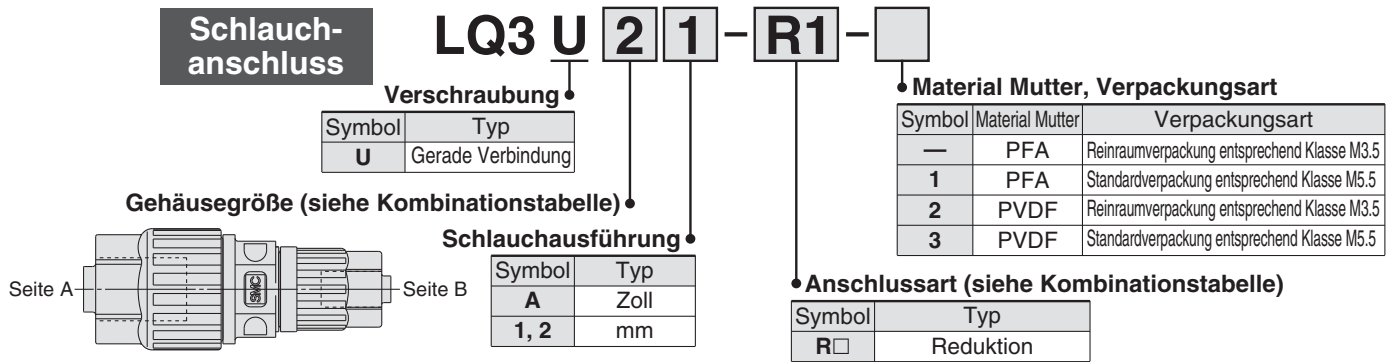 Schlauch-
anschluss
LQ3 U 2 1 – R1 –
Verschraubung
Symbol Typ
U Gerade Verbindung
Gehäusegröße (siehe Kombinationstabelle)
Schlauchausführung
Symbol Typ
A Zoll
1, 2 mm
Seite A
SMC
Seite B
Material Mutter, Verpackungsart
Symbol Material Mutter Verpackungsart
— PFA Reinraumverpackung entsprechend Klasse M3.5
1 PFA Standardverpackung entsprechend Klasse M5.5
2 PVDF Reinraumverpackung entsprechend Klasse M3.5
3 PVDF Standardverpackung entsprechend Klasse M5.5
Anschlussart (siehe Kombinationstabelle)
Symbol Typ
R□ Reduktion